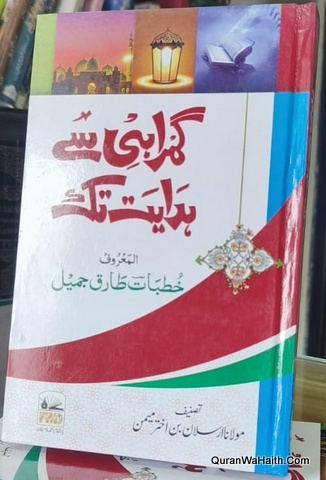 گمراہی سے
ہدایت تک
المعروف
خطبات طارق جمیل
تصنیف
مولانا ارسلان بن اختر میمن
QuranWaHaith.Com